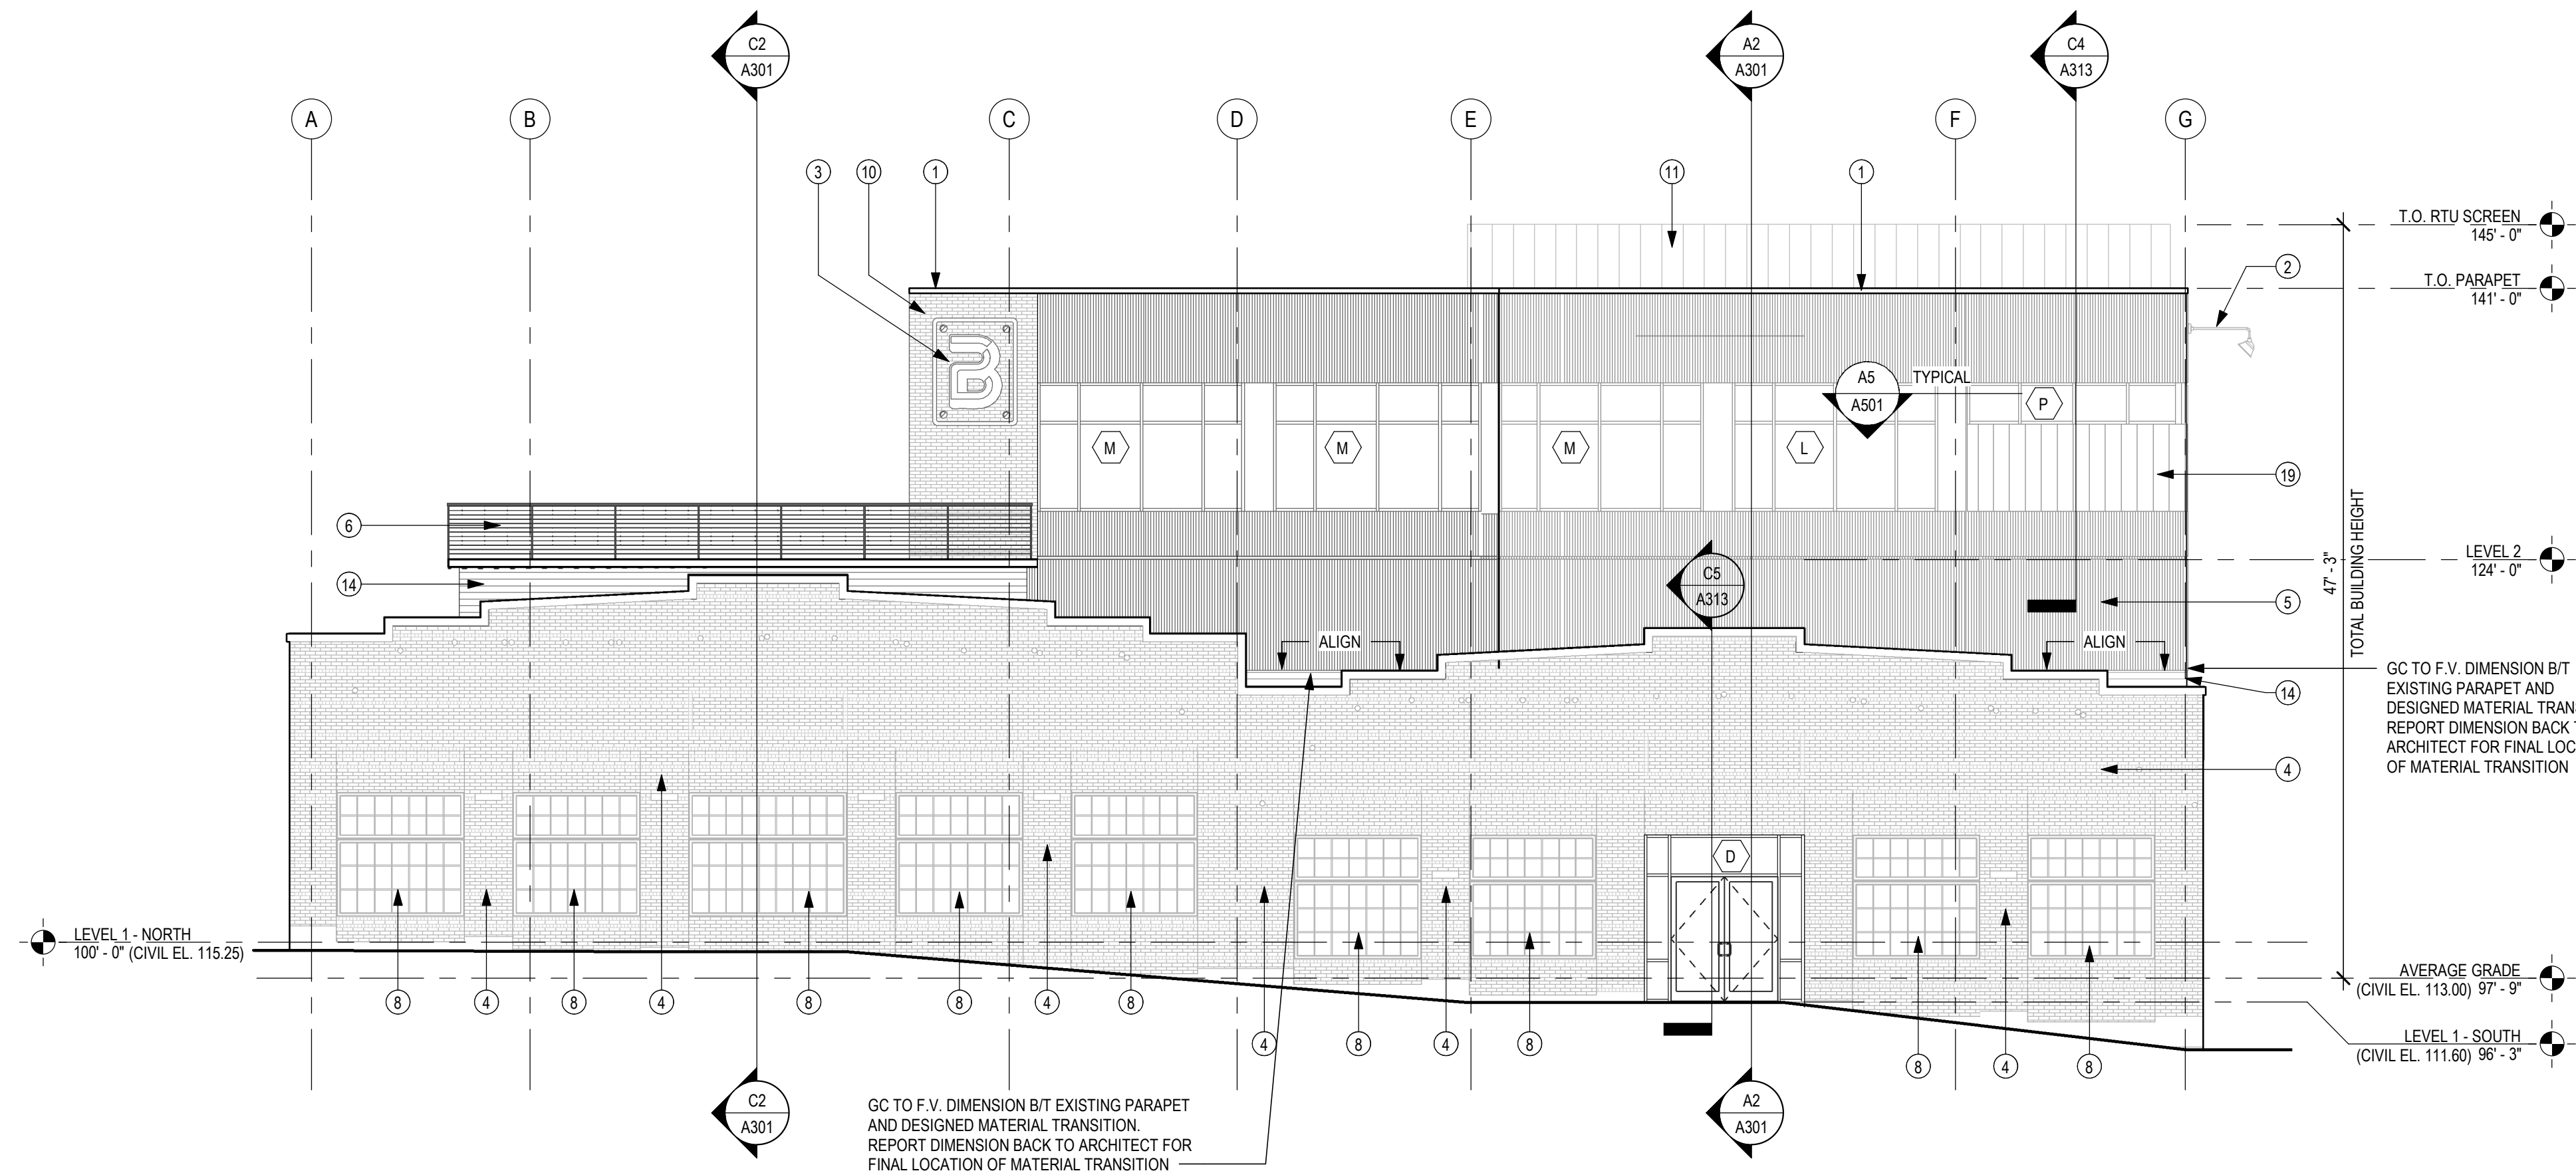 C2
A301
A2
A301
C4
A313
A
B
C
D
E
F
G
3
10
1
11
1
T.O. RTU SCREEN
145' - 0"
2
T.O. PARAPET
141' - 0"
B
A5
A501
TYPICAL
P
M
M
M
L
19
6
TOTAL BUILDING HEIGHT
47' - 3"
LEVEL 2
124' - 0"
14
C5
A313
5
ALIGN
ALIGN
GC TO F.V. DIMENSION B/T
EXISTING PARAPET AND
DESIGNED MATERIAL TRAN
REPORT DIMENSION BACK
ARCHITECT FOR FINAL LOC
OF MATERIAL TRANSITION
14
4
D
LEVEL 1 - NORTH
100' - 0" (CIVIL EL. 115.25)
AVERAGE GRADE
(CIVIL EL. 113.00) 97' - 9"
8
4
8
4
8
8
4
8
4
8
4
8
8
4
8
LEVEL 1 - SOUTH
(CIVIL EL. 111.60) 96' - 3"
C2
A301
A2
A301
GC TO F.V. DIMENSION B/T EXISTING PARAPET
AND DESIGNED MATERIAL TRANSITION.
REPORT DIMENSION BACK TO ARCHITECT FOR
FINAL LOCATION OF MATERIAL TRANSITION